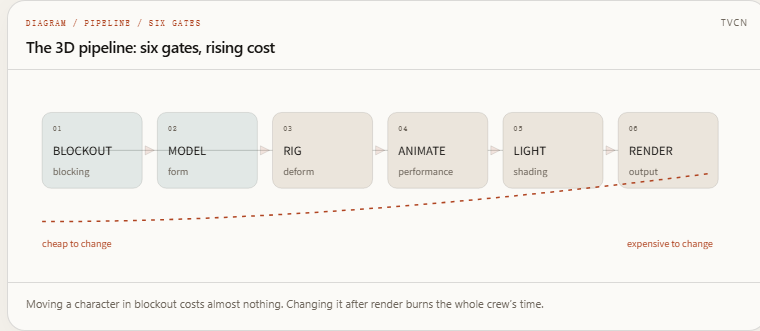 DIAGRAM / PIPELINE / SIX GATES
TVCN
The 3D pipeline: six gates, rising cost
01
BLOCKOUT
blocking
02
MODEL
form
03
RIG
deform
04
ANIMATE
performance
05
LIGHT
shading
06
RENDER
output
cheap to change
expensive to change
Moving a character in blockout costs almost nothing. Changing it after render burns the whole crew's time.